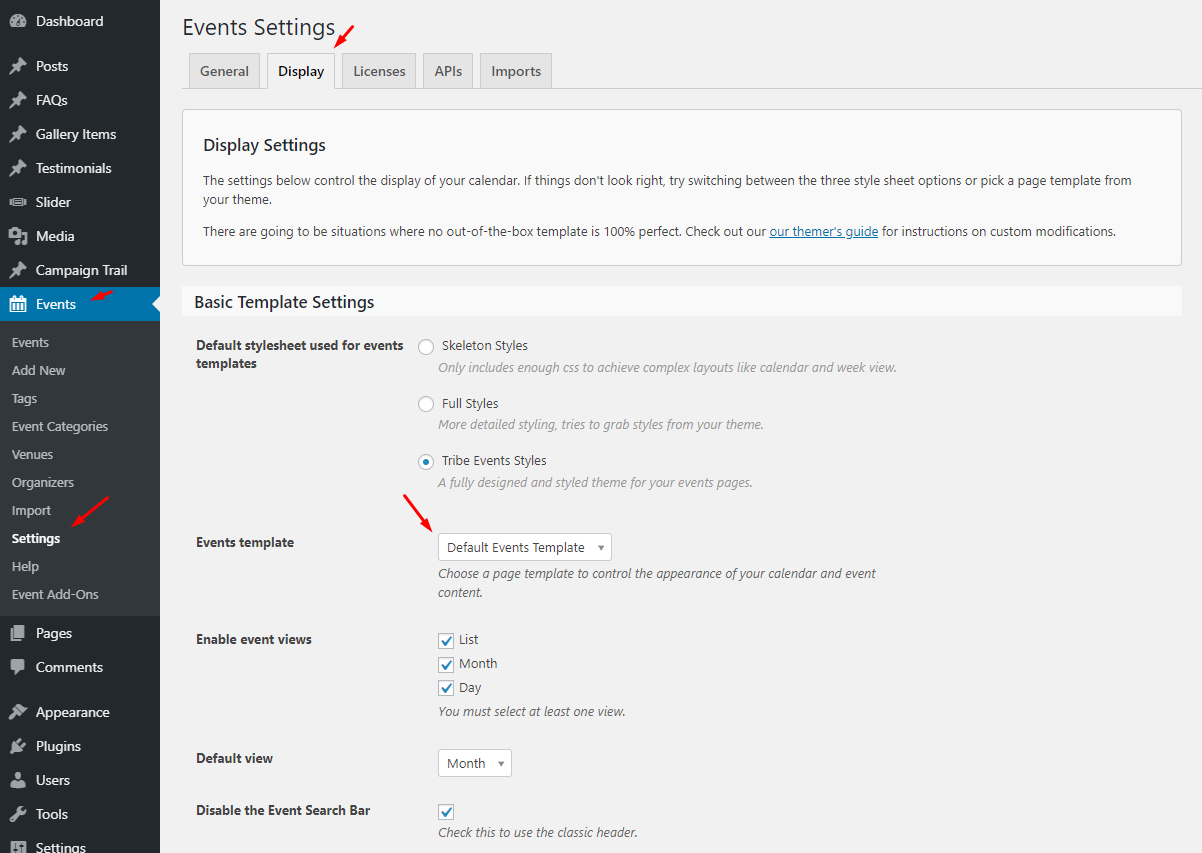 Dashboard
Posts
FAQs
Gallery Items
Testimonials
Slider
Media
Campaign Trail
Events
Events
Add New
Tags
Event Categories
Venues
Organizers
Import
Settings
Help
Event Add-Ons
Pages
Comments
Appearance
Plugins
Users
Tools
Settings
Events Settings
General
Display
Licenses
APIs
Imports
Display Settings
The settings below control the display of your calendar. If things don't look right, try switching between the three style sheet options or pick a page template from
your theme.
There are going to be situations where no out-of-the-box template is 100% perfect. Check out our our themer's guide for instructions on custom modifications.
Basic Template Settings
Default stylesheet used for events
templates
Skeleton Styles
Only includes enough css to achieve complex layouts like calendar and week view.
Full Styles
More detailed styling, tries to grab styles from your theme.
Tribe Events Styles
A fully designed and styled theme for your events pages.
Events template
Default Events Template
Choose a page template to control the appearance of your calendar and event
content.
Enable event views
List
Month
Day
You must select at least one view.
Default view
Month
Disable the Event Search Bar
Check this to use the classic header.